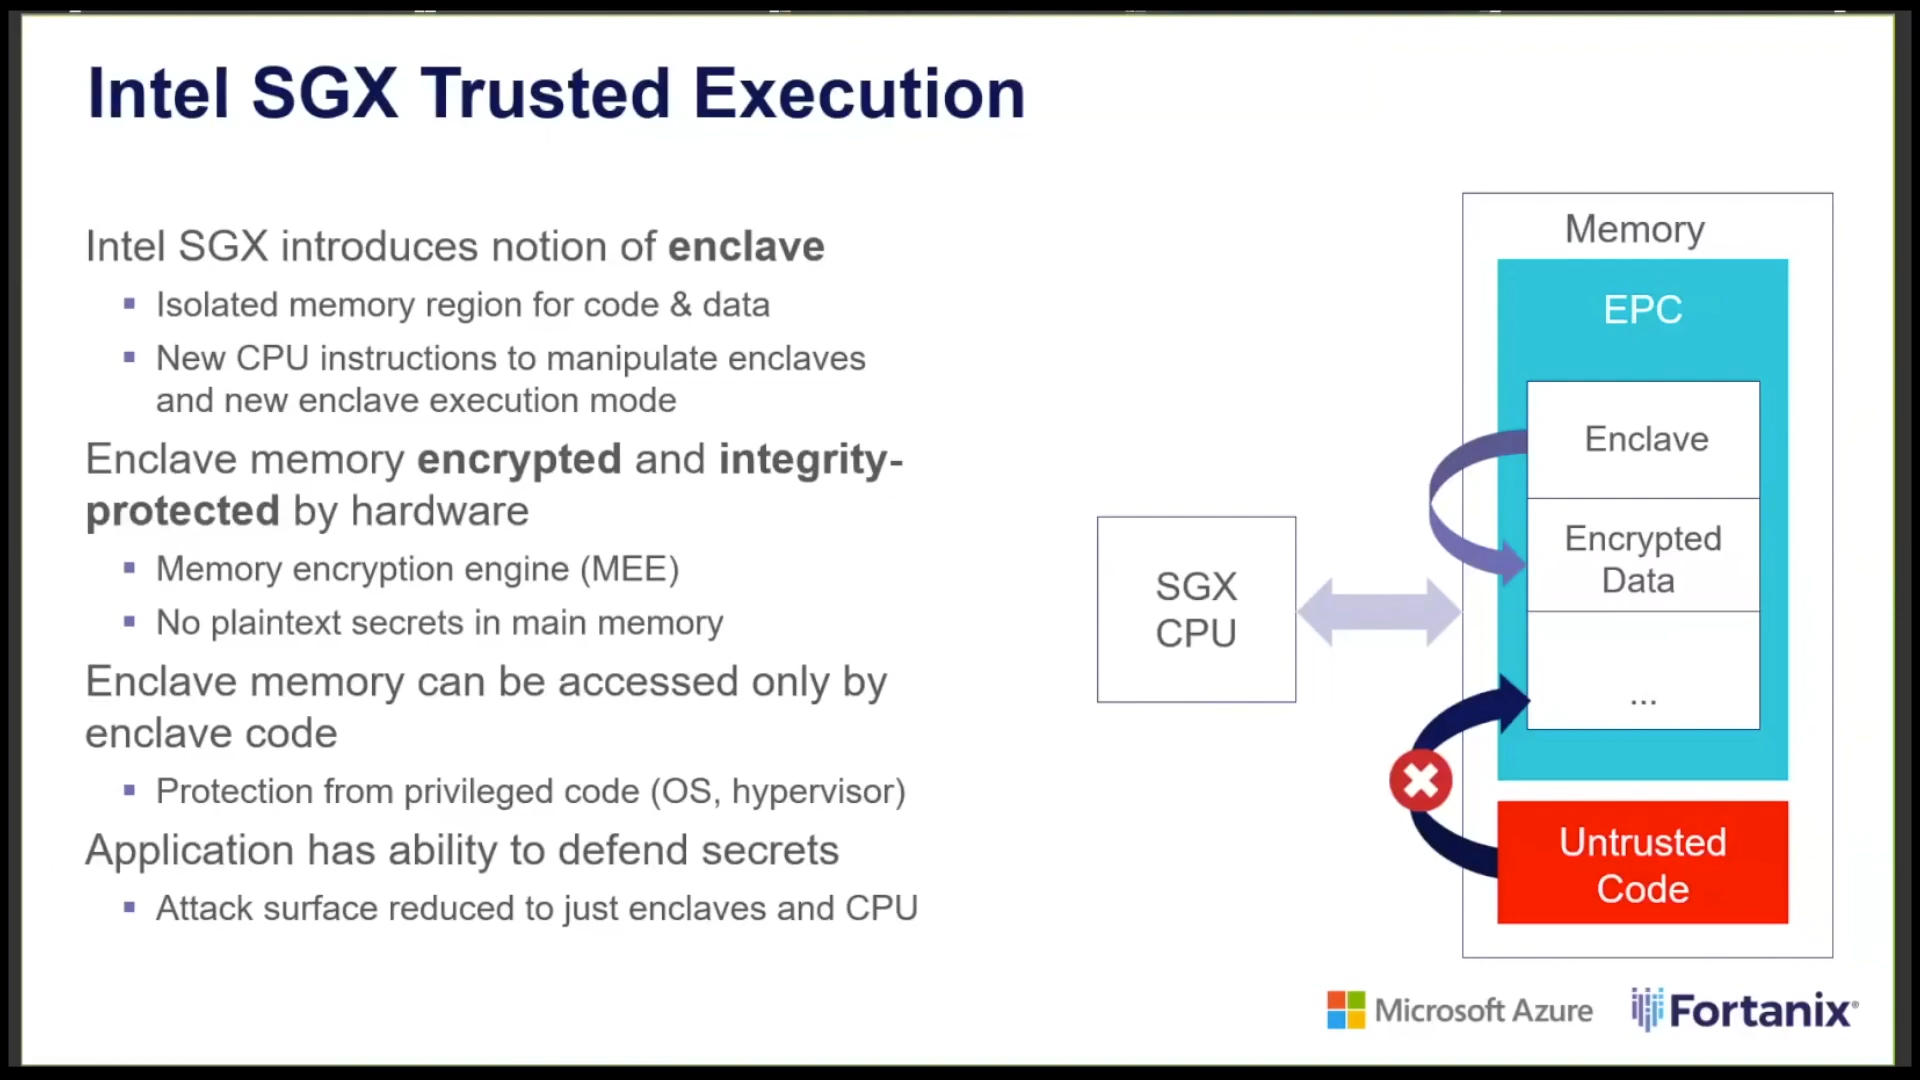 Intel SGX Trusted Execution
Intel SGX introduces notion of enclave
▪ Isolated memory region for code & data
▪ New CPU instructions to manipulate enclaves
and new enclave execution mode
Enclave memory encrypted and integrity-
protected by hardware
▪ Memory encryption engine (MEE)
▪ No plaintext secrets in main memory
Enclave memory can be accessed only by
enclave code
▪ Protection from privileged code (OS, hypervisor)
Application has ability to defend secrets
▪ Attack surface reduced to just enclaves and CPU
SGX
CPU
Memory
EPC
Enclave
Encrypted
Data
...
Untrusted
Code
Microsoft Azure
Fortanix®